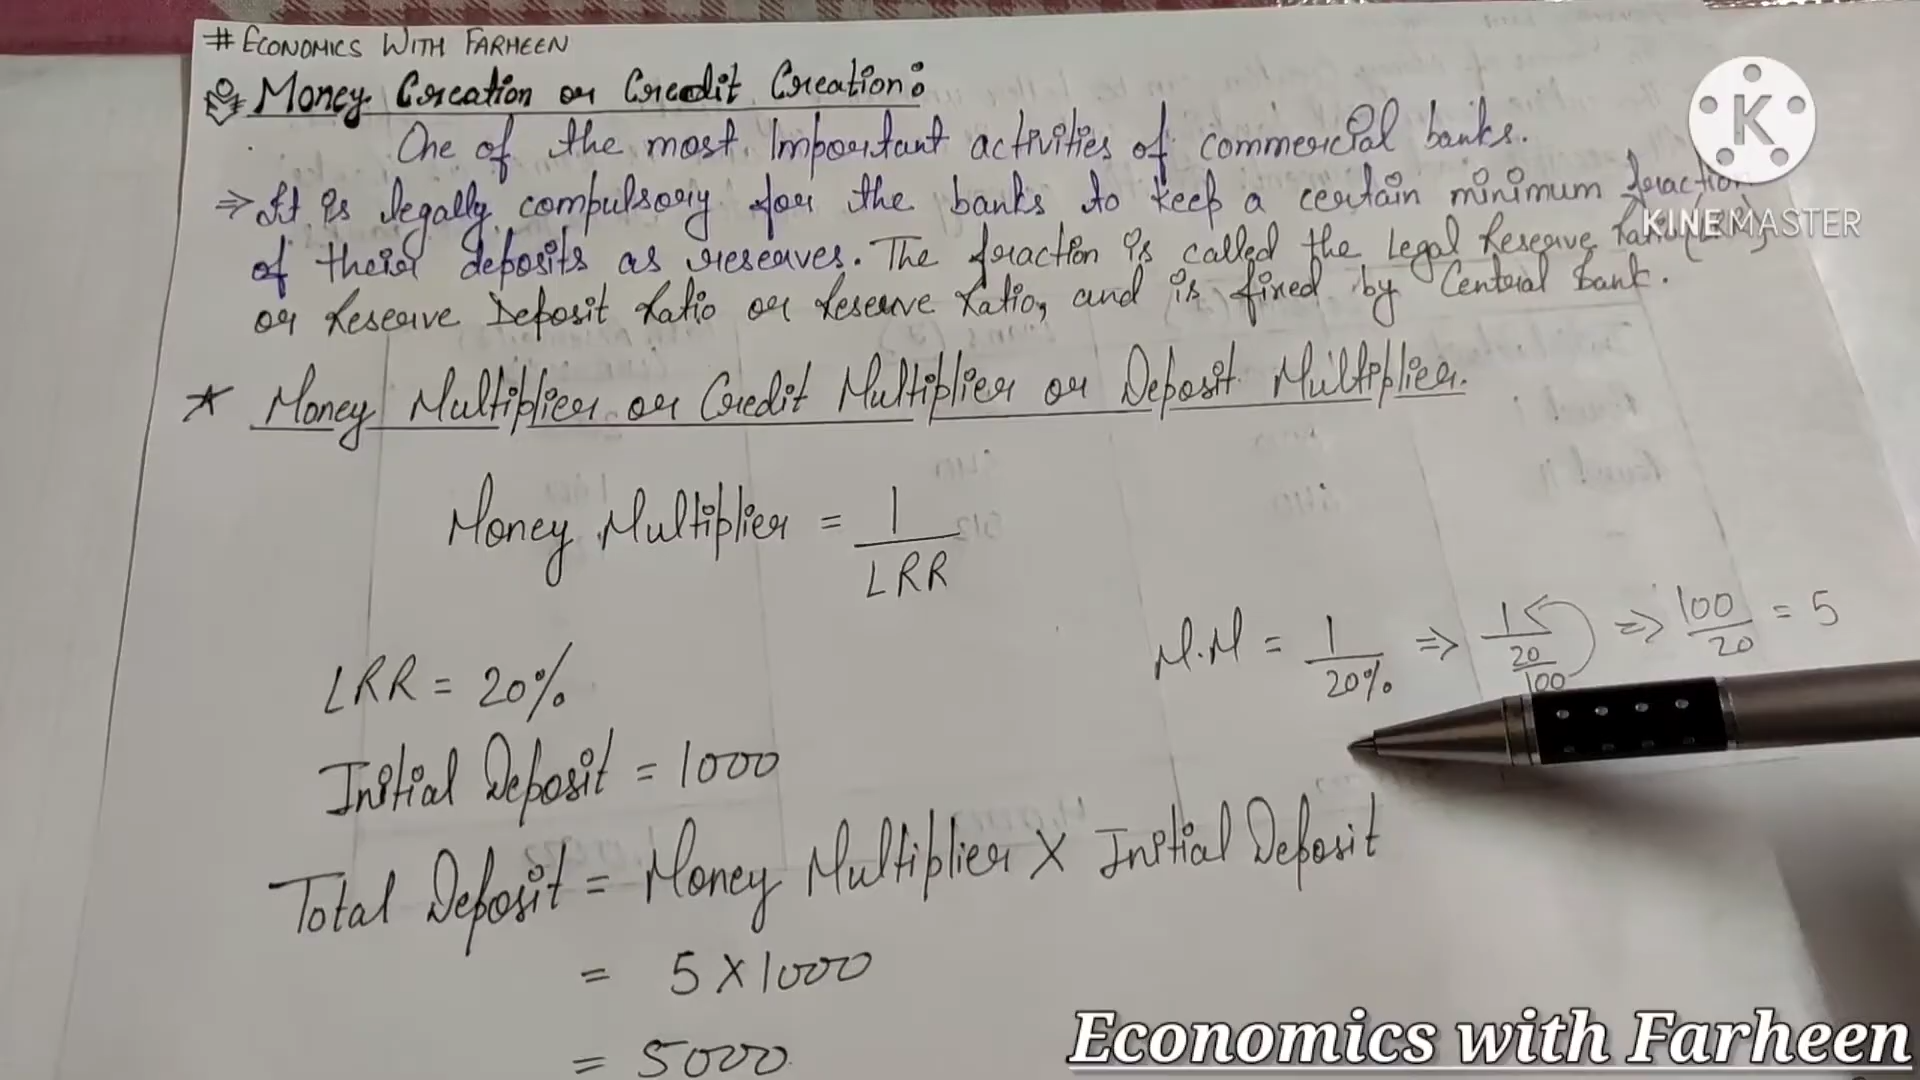 # ECONOMICS WITH FARHEEN
Money Creation or Credit Creation:
One of the most Important activities of commercial banks.
⇒ It is legally compulsory for the banks to keep a certain minimum fraction
of their deposits as reserves. The fraction is called the Legal Reserve Ratio
or Reserve Deposit Ratio or Reserve Ratio, and is fixed by Central Bank.
K
KINEMASTER
★ Money Multiplier or Credit Multiplier or Deposit Multiplier.
Money Multiplier = 1
LRR
M.M = 1 ⇒ 1 ⇒ 100 = 5
20% 20 20
100
LRR = 20%
Initial Deposit = 1000
Total Deposit = Money Multiplier X Initial Deposit
= 5 X 1000
= 5000
Economics with Farheen